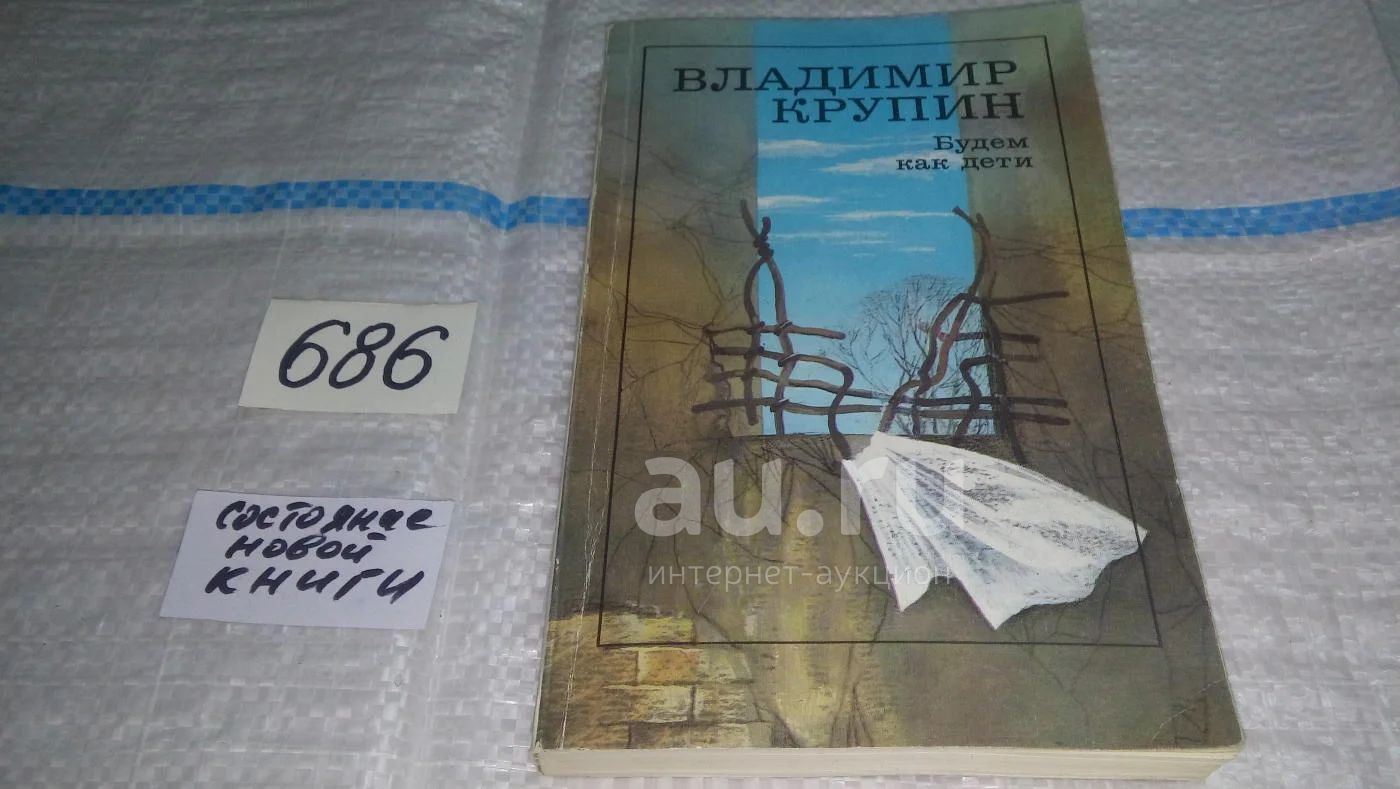 ВЛАДИМИР
КРУПИН
Будем
как дети
686
состояние
новой
книги
au.ru
интернет-аукцион